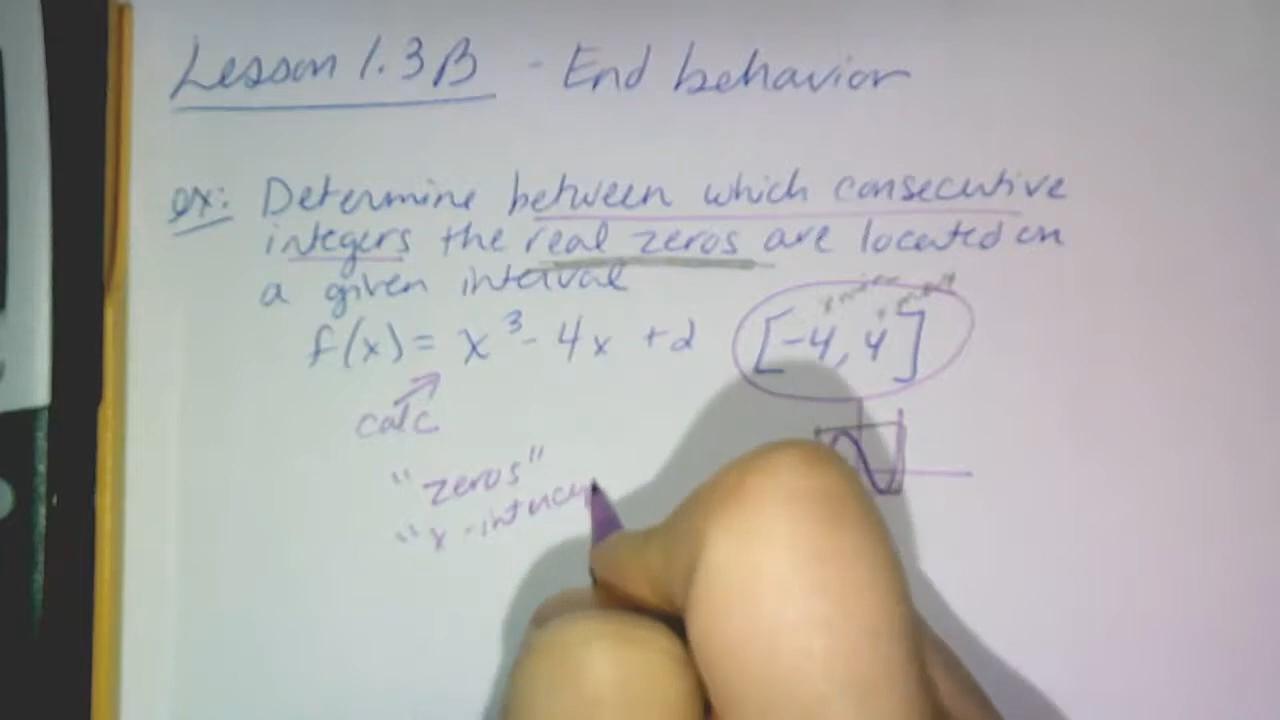 Lesson 1.3B - End behavior
ex: Determine between which consecutive
integers the real zeros are located on
a given interval
f(x) = x³ - 4x + 2 [-4, 4]
calc
"zeros"
"x-intercep